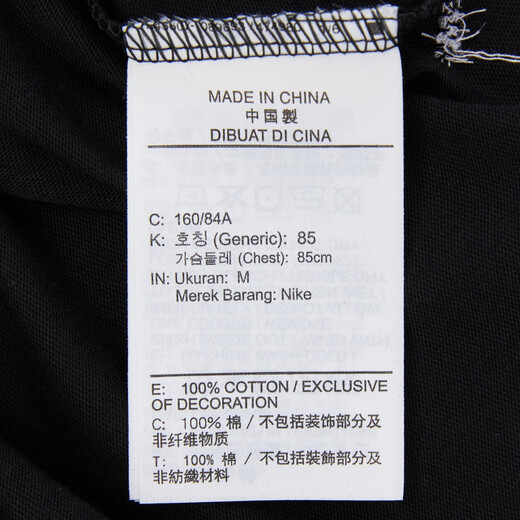 MADE IN CHINA
中国製
DIBUAT DI CINA
C: 160/84A
K: 호칭 (Generic): 85
가슴둘레 (Chest): 85cm
IN: Ukuran: M
Merek Barang: Nike
E: 100% COTTON / EXCLUSIVE
OF DECORATION
C: 100% 棉 / 不包括装饰部分及
非纤维物质
T: 100% 棉 / 不包括裝飾部分及
非紡織材料